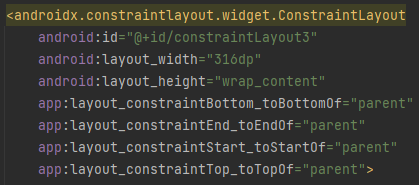 <androidx.constraintlayout.widget.ConstraintLayout
android:id="@+id/constraintLayout3"
android:layout_width="316dp"
android:layout_height="wrap_content"
app:layout_constraintBottom_toBottomOf="parent"
app:layout_constraintEnd_toEndOf="parent"
app:layout_constraintStart_toStartOf="parent"
app:layout_constraintTop_toTopOf="parent">